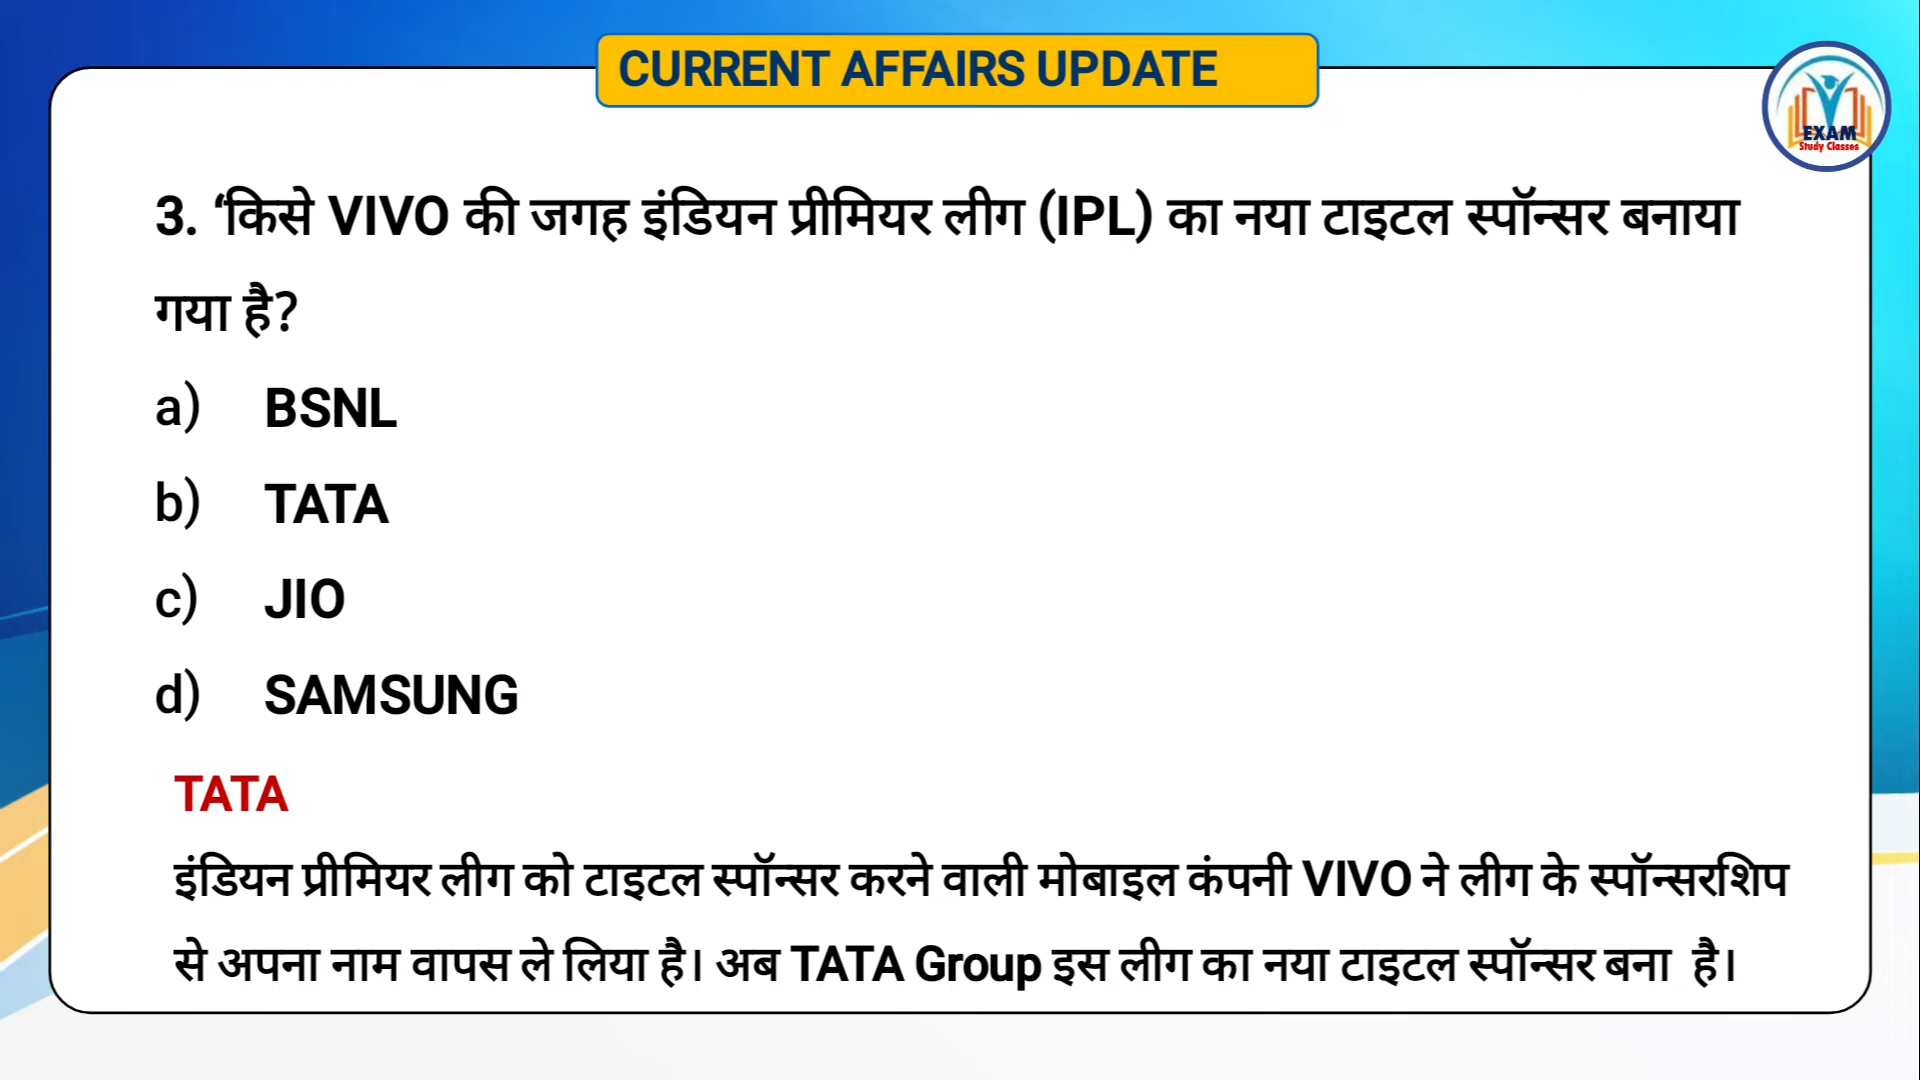 CURRENT AFFAIRS UPDATE
EXAM
Study Classes
3. ‘किसे VIVO की जगह इंडियन प्रीमियर लीग (IPL) का नया टाइटल स्पॉन्सर बनाया
गया है?
a) BSNL
b) TATA
c) JIO
d) SAMSUNG
TATA
इंडियन प्रीमियर लीग को टाइटल स्पॉन्सर करने वाली मोबाइल कंपनी VIVO ने लीग के स्पॉन्सरशिप
से अपना नाम वापस ले लिया है। अब TATA Group इस लीग का नया टाइटल स्पॉन्सर बना है।